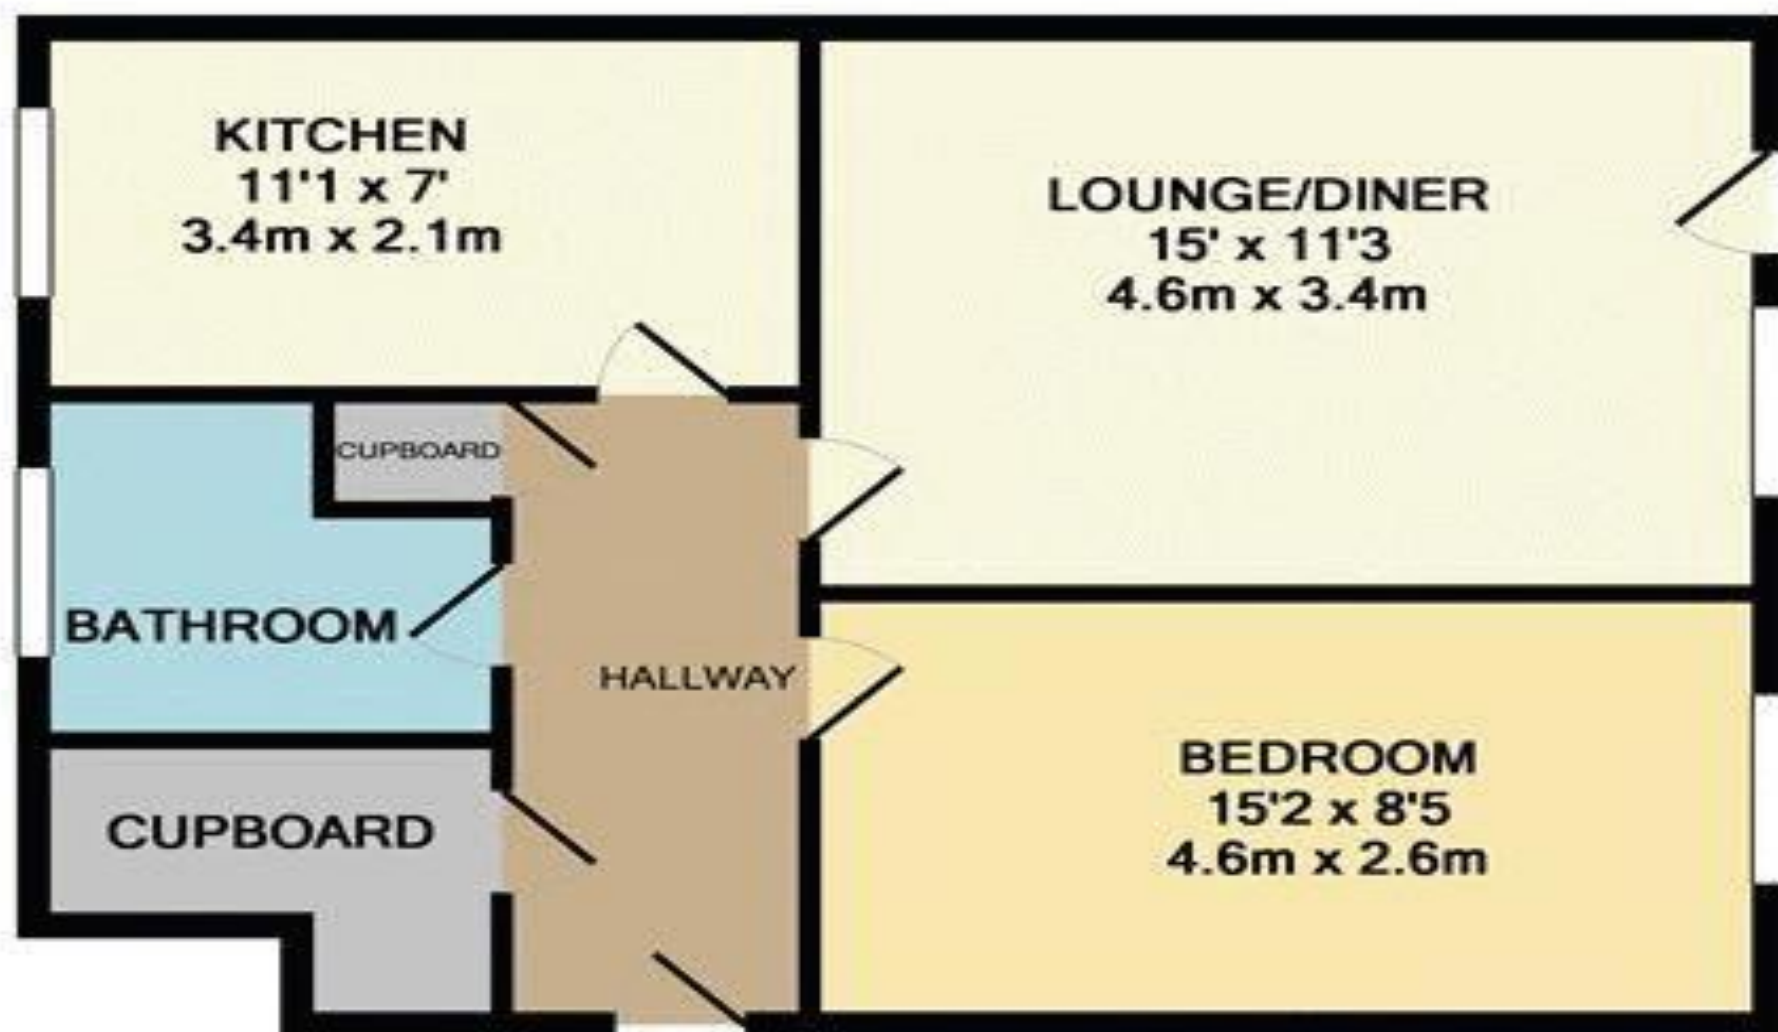 KITCHEN
11'1 x 7'
3.4m x 2.1m
LOUNGE/DINER
15' x 11'3
4.6m x 3.4m
CUPBOARD
BATHROOM
HALLWAY
CUPBOARD
BEDROOM
15'2 x 8'5
4.6m x 2.6m